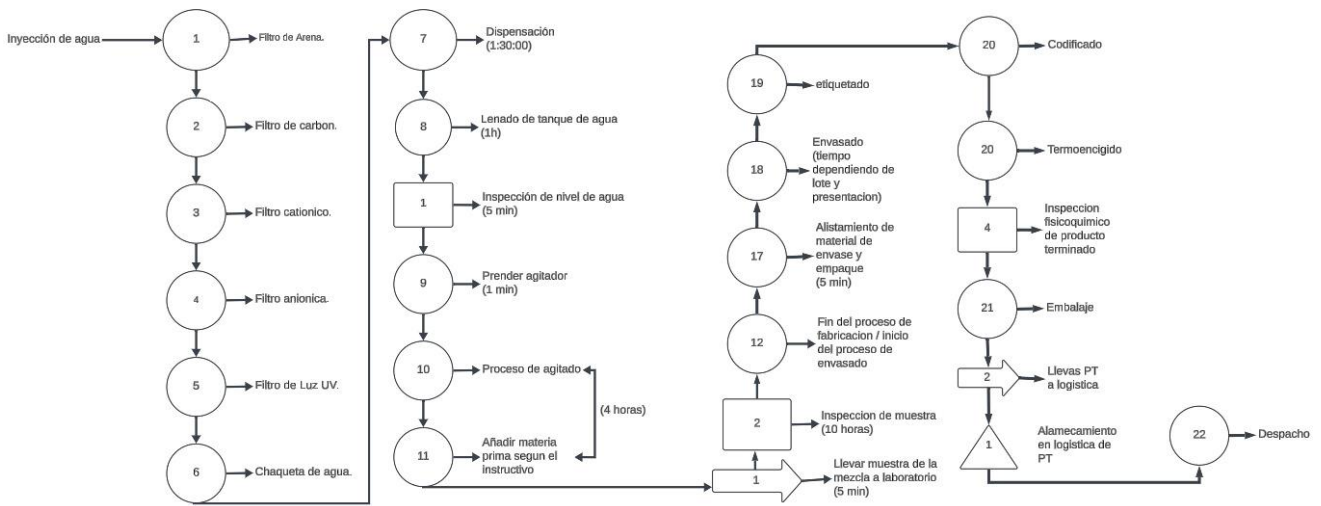 Inyección de agua
1
Filtro de Arena.
2
Filtro de carbon.
3
Filtro cationico.
4
Filtro anionica.
5
Filtro de Luz UV.
6
Chaqueta de agua.
7
Dispensación
(1:30:00)
8
Lenado de tanque de agua
(1h)
1
Inspección de nivel de agua
(5 min)
9
Prender agitador
(1 min)
10
Proceso de agitado
(4 horas)
11
Añadir materia
prima segun el
instructivo
1
Llevar muestra de la
mezcla a laboratorio
(5 min)
2
Inspeccion de muestra
(10 horas)
12
Fin del proceso de
fabricacion / inicio
del proceso de
envasado
17
Alistamiento de
material de
envase y
empaque
(5 min)
18
Envasado
(tiempo
dependiendo de
lote y
presentacion)
19
etiquetado
20
Codificado
20
Termoencigido
4
Inspeccion
fisicoquimico
de producto
terminado
21
Embalaje
2
Llevas PT
a logistica
1
Alamecamiento
en logistica de
PT
22
Despacho